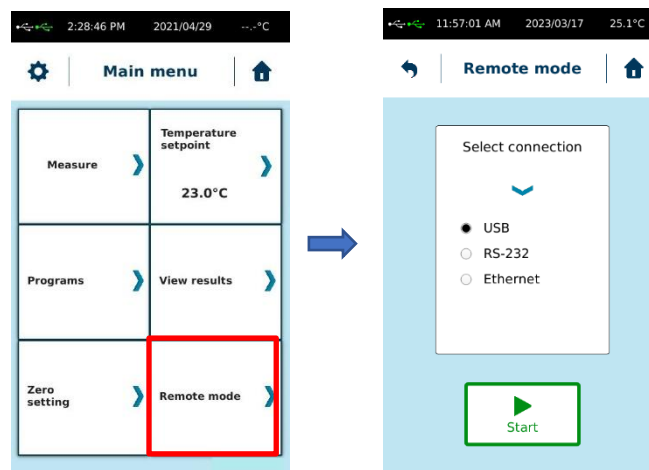 2:28:46 PM 2021/04/29 --.-°C
Main menu
Measure
Temperature
setpoint
23.0°C
Programs
View results
Zero
setting
Remote mode
11:57:01 AM 2023/03/17 25.1°C
Remote mode
Select connection
USB
RS-232
Ethernet
Start